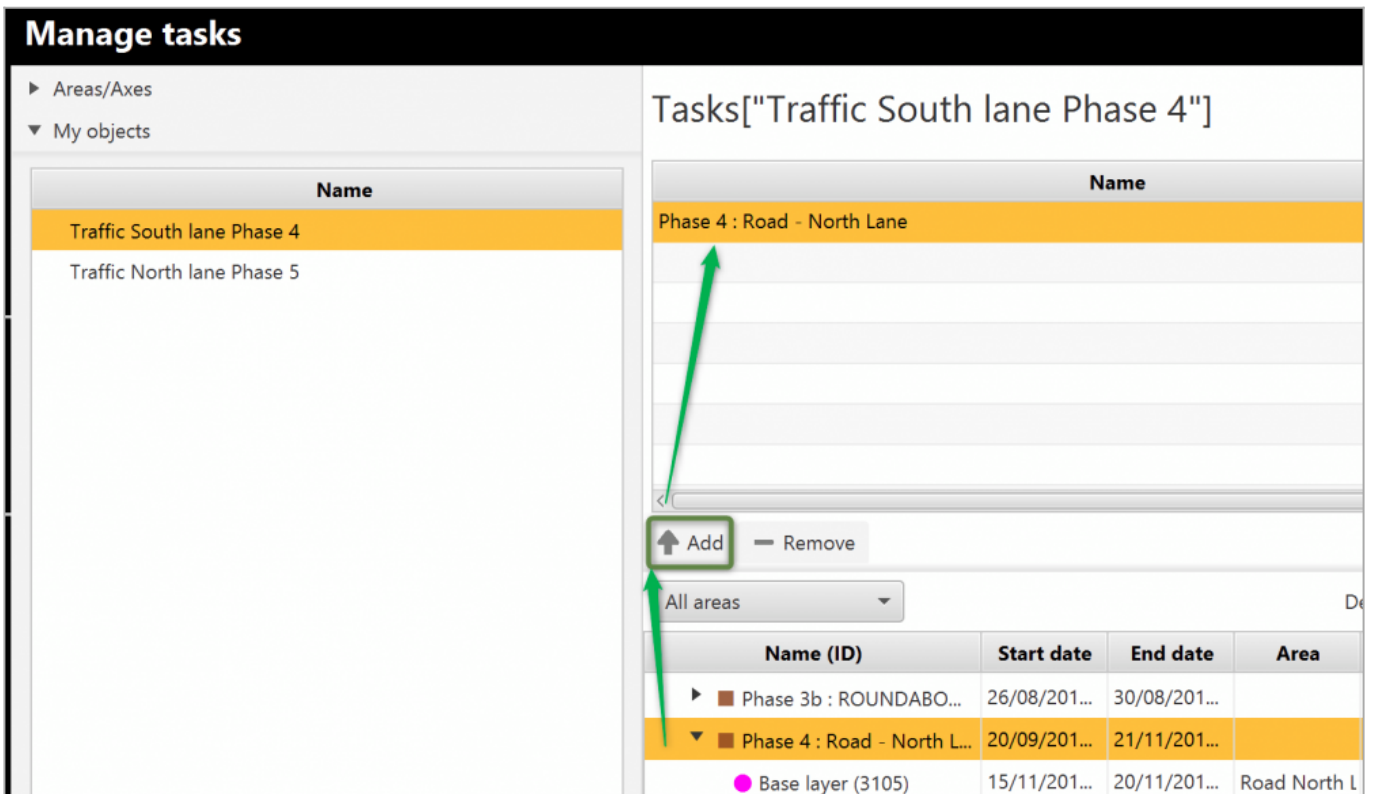 Manage tasks
Areas/Axes
My objects
Name
Traffic South lane Phase 4
Traffic North lane Phase 5
Tasks["Traffic South lane Phase 4"]
Name
Phase 4 : Road - North Lane
Add
Remove
All areas
De
Name (ID) Start date End date Area
Phase 3b : ROUNDABO... 26/08/201... 30/08/201...
Phase 4 : Road - North L... 20/09/201... 21/11/201...
Base layer (3105) 15/11/201... 20/11/201... Road North L